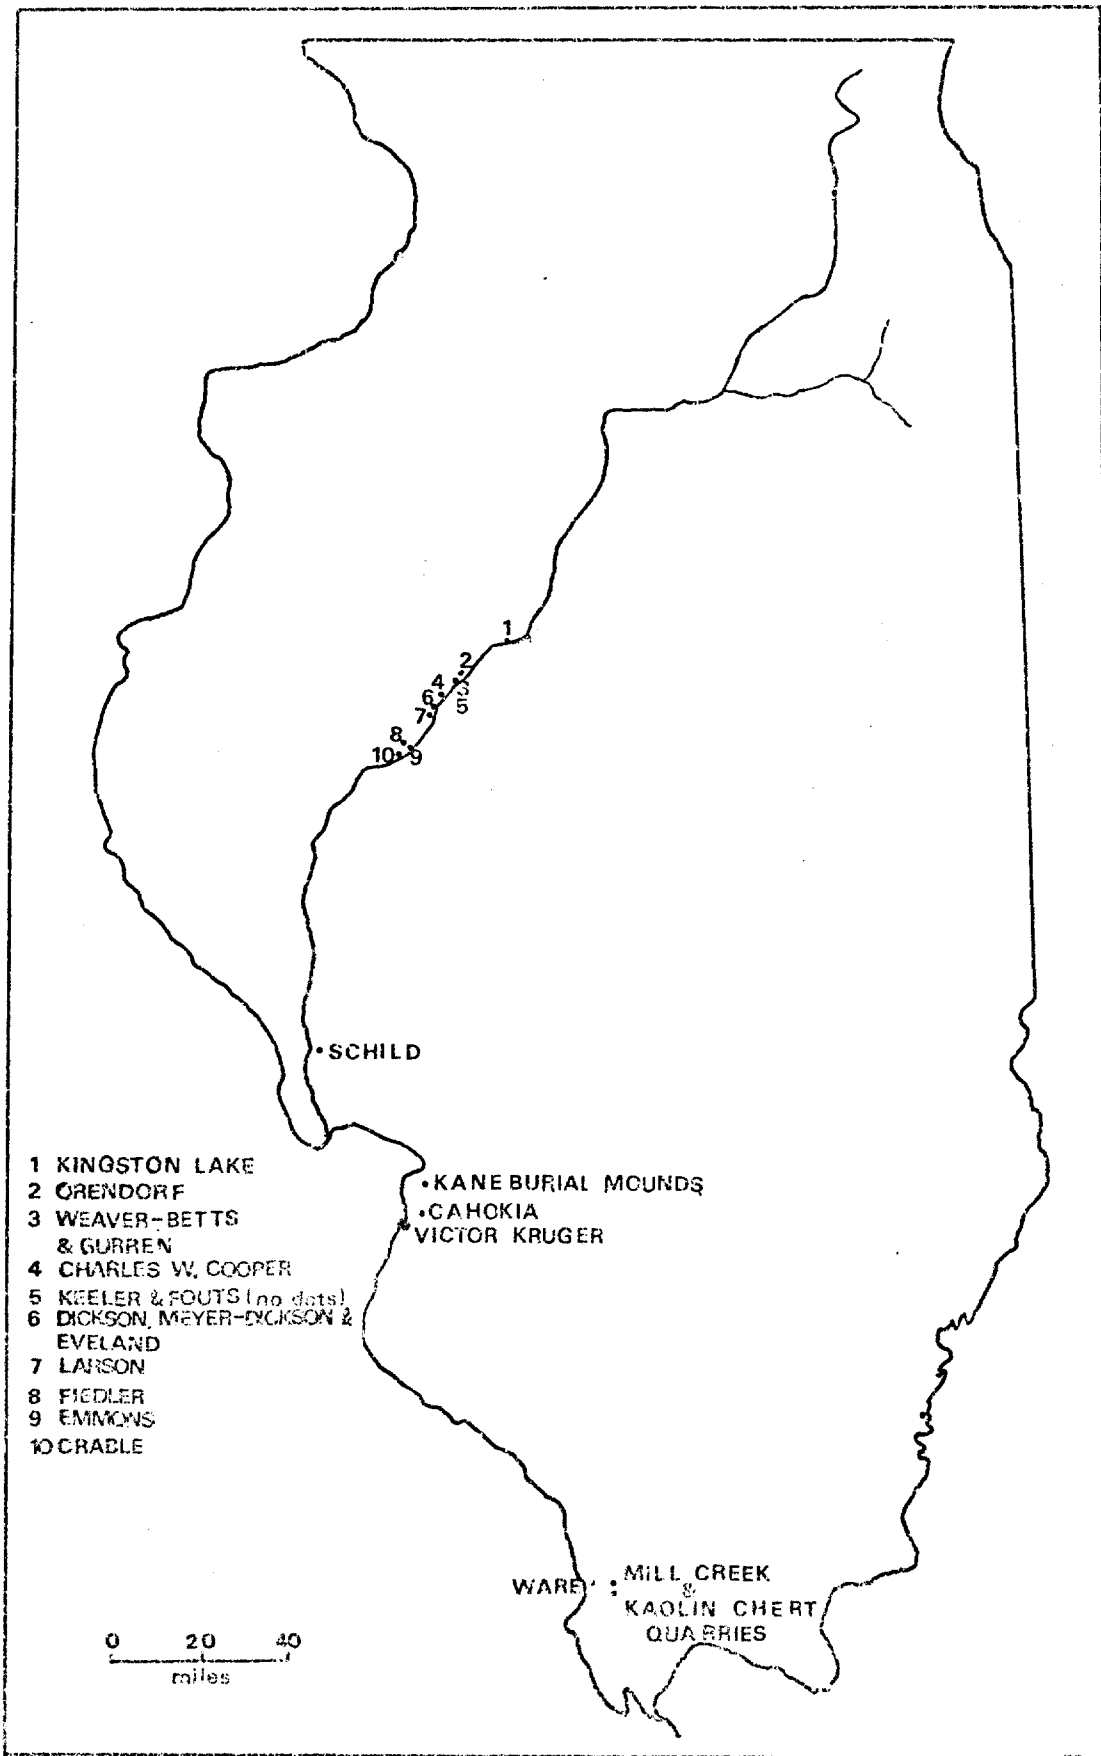 1
2
4
3
6
5
7
8
10
9
SCHILD
KANE BURIAL MOUNDS
CAHOKIA
VICTOR KRUGER
1 KINGSTON LAKE
2 ORENDORF
3 WEAVER-BETTS
& GURREN
4 CHARLES W. COOPER
5 KEELER & FOUTS (no dots)
6 DICKSON, MEYER-DICKSON &
EVELAND
7 LARSON
8 FIEDLER
9 EMMONS
10 CRABLE
WARE
MILL CREEK
&
KAOLIN CHERT
QUARRIES
0 20 40
miles